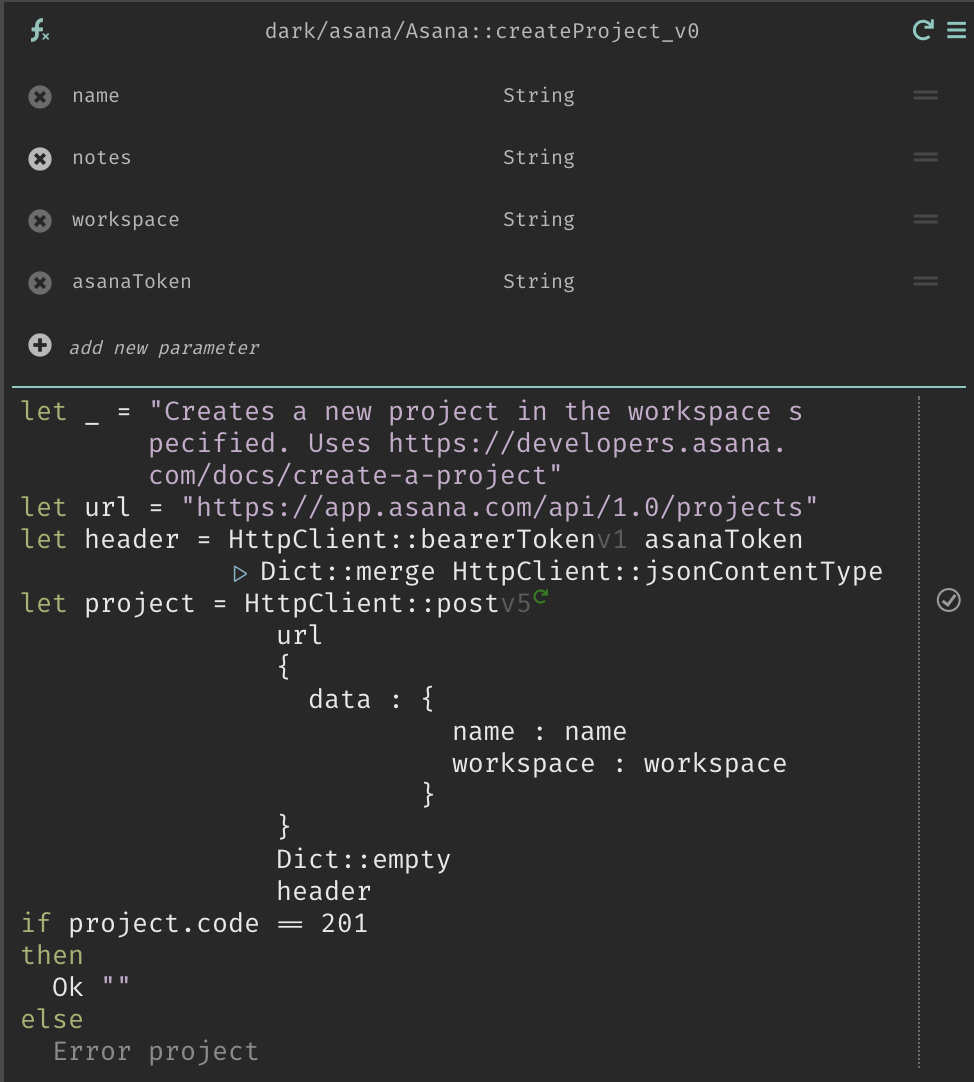 fx dark/asana/Asana::createProject_v0
name String
notes String
workspace String
asanaToken String
add new parameter
let _ = "Creates a new project in the workspace s
pecified. Uses https://developers.asana.
com/docs/create-a-project"
let url = "https://app.asana.com/api/1.0/projects"
let header = HttpClient::bearerTokenv1 asanaToken
▷ Dict::merge HttpClient::jsonContentType
let project = HttpClient::postv5
url
{
data : {
name : name
workspace : workspace
}
}
Dict::empty
header
if project.code == 201
then
Ok ""
else
Error project